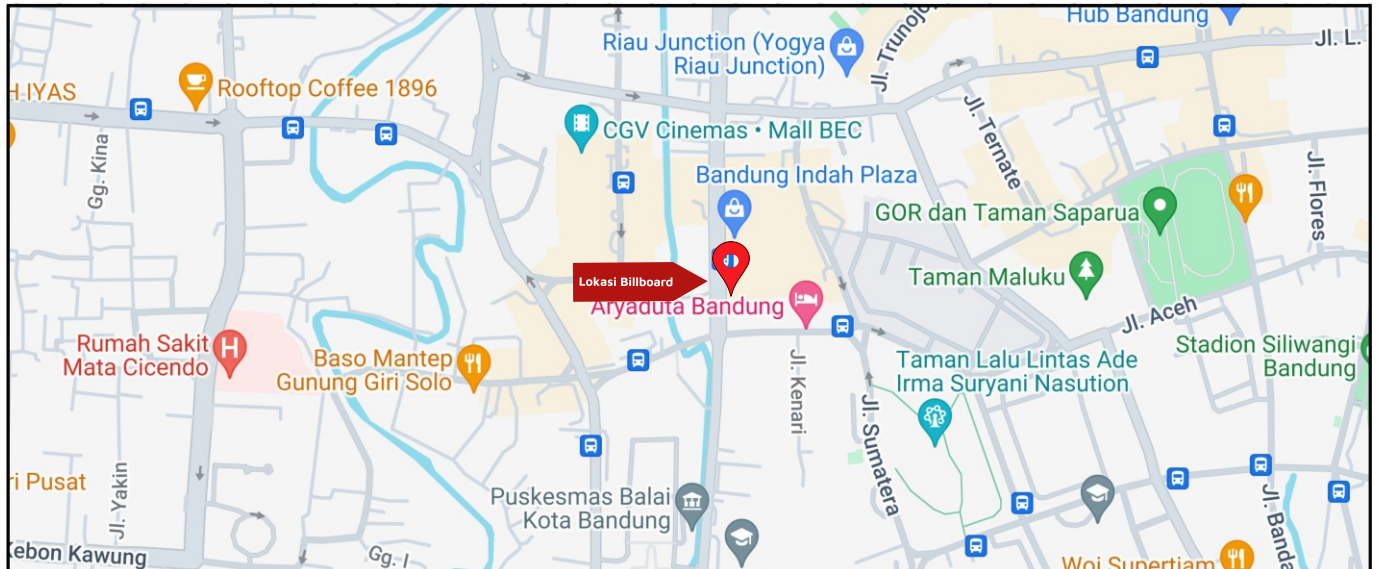 Hub Bandung
Jl. L.
Riau Junction (Yogya
Riau Junction)
Jl. Trunojo
H IYAS
Rooftop Coffee 1896
CGV Cinemas • Mall BEC
Jl. Ternate
Gg. Kina
Bandung Indah Plaza
Jl. Flores
GOR dan Taman Saparua
Taman Maluku
Lokasi Billboard
Aryaduta Bandung
Jl. Aceh
Rumah Sakit
Mata Cicendo
Baso Mantep
Gunung Giri Solo
Jl. Kenari
Taman Lalu Lintas Ade
Irma Suryani Nasution
Stadion Siliwangi
Bandung
Jl. Sumatera
ri Pusat
Jl. Yakin
Puskesmas Balai
Kota Bandung
Jl. Banda
Kebon Kawung
Gg. I
Woi Supertiam
H